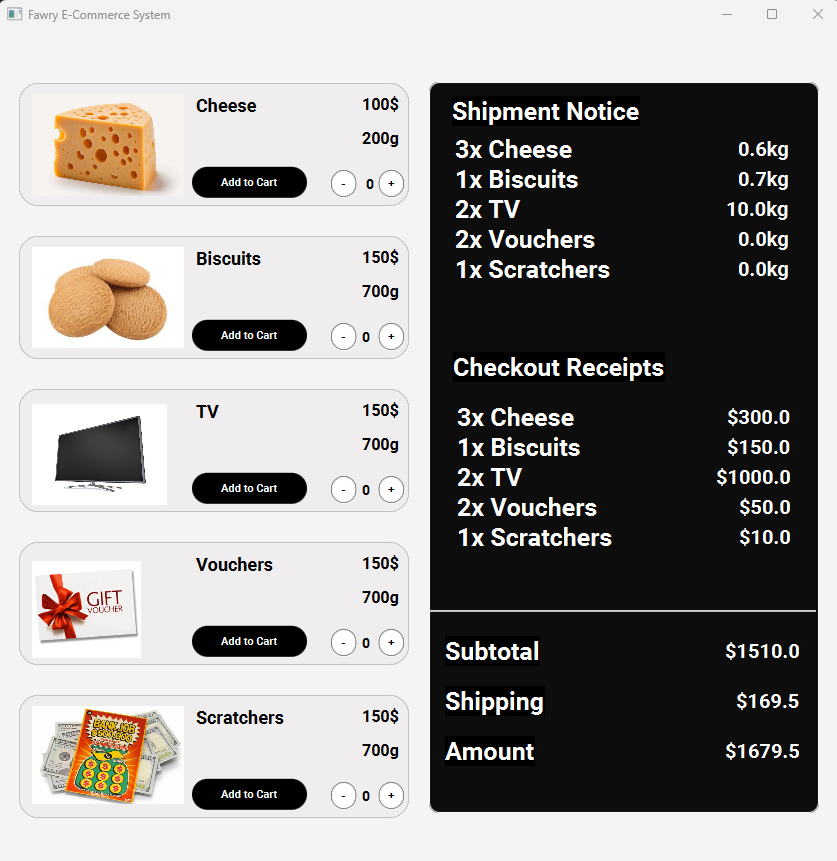 Fawry E-Commerce System
Cheese 100$
200g
Add to Cart - 0 +
Biscuits 150$
700g
Add to Cart - 0 +
TV 150$
700g
Add to Cart - 0 +
GIFT
VOUCHER
Vouchers 150$
700g
Add to Cart - 0 +
Scratchers 150$
700g
Add to Cart - 0 +
Shipment Notice
3x Cheese 0.6kg
1x Biscuits 0.7kg
2x TV 10.0kg
2x Vouchers 0.0kg
1x Scratchers 0.0kg
Checkout Receipts
3x Cheese $300.0
1x Biscuits $150.0
2x TV $1000.0
2x Vouchers $50.0
1x Scratchers $10.0
Subtotal $1510.0
Shipping $169.5
Amount $1679.5